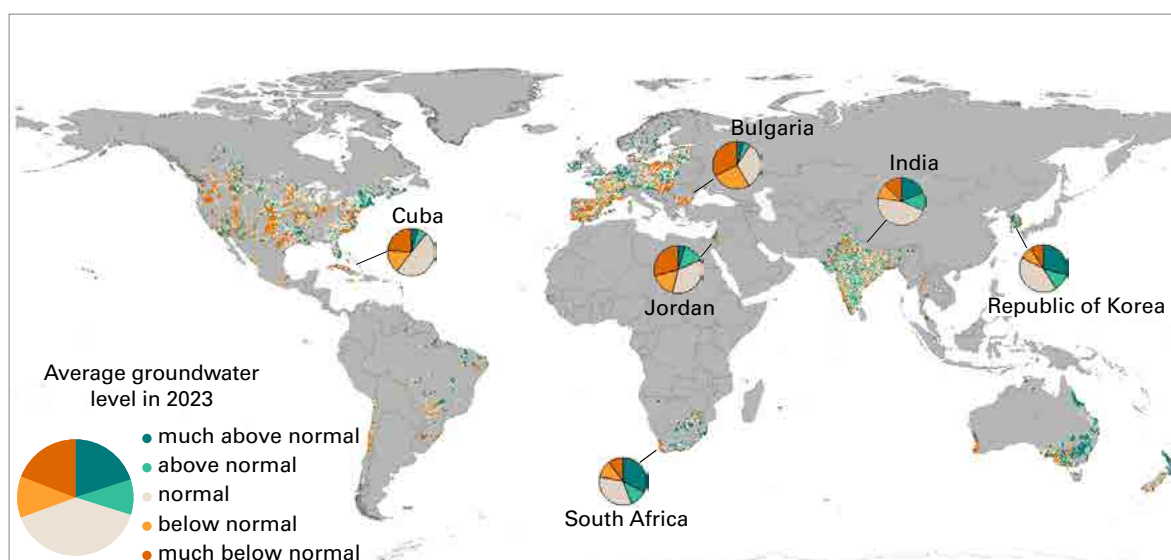 Bulgaria
India
Cuba
Jordan
Republic of Korea
South Africa
Average groundwater
level in 2023
much above normal
above normal
normal
below normal
much below normal